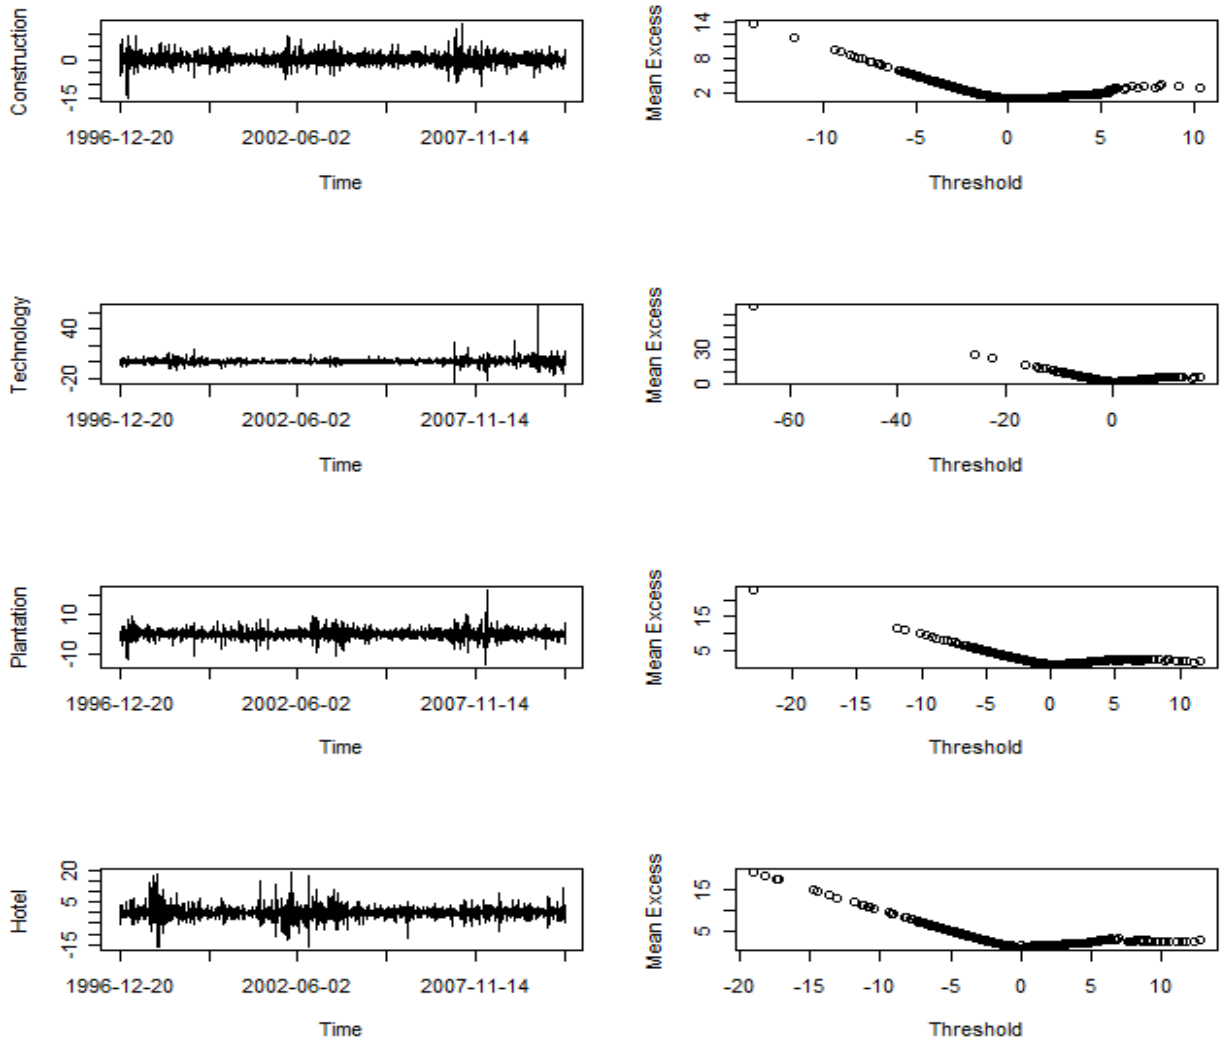 Construction
0
-15
1996-12-20 2002-06-02 2007-11-14
Time
Mean Excess
14
8
2
-10 -5 0 5 10
Threshold
Technology
40
-20
1996-12-20 2002-06-02 2007-11-14
Time
Mean Excess
30
0
-60 -40 -20 0
Threshold
Plantation
10
-10
1996-12-20 2002-06-02 2007-11-14
Time
Mean Excess
15
5
-20 -15 -10 -5 0 5 10
Threshold
Hotel
20
5
-15
1996-12-20 2002-06-02 2007-11-14
Time
Mean Excess
15
5
-20 -15 -10 -5 0 5 10
Threshold